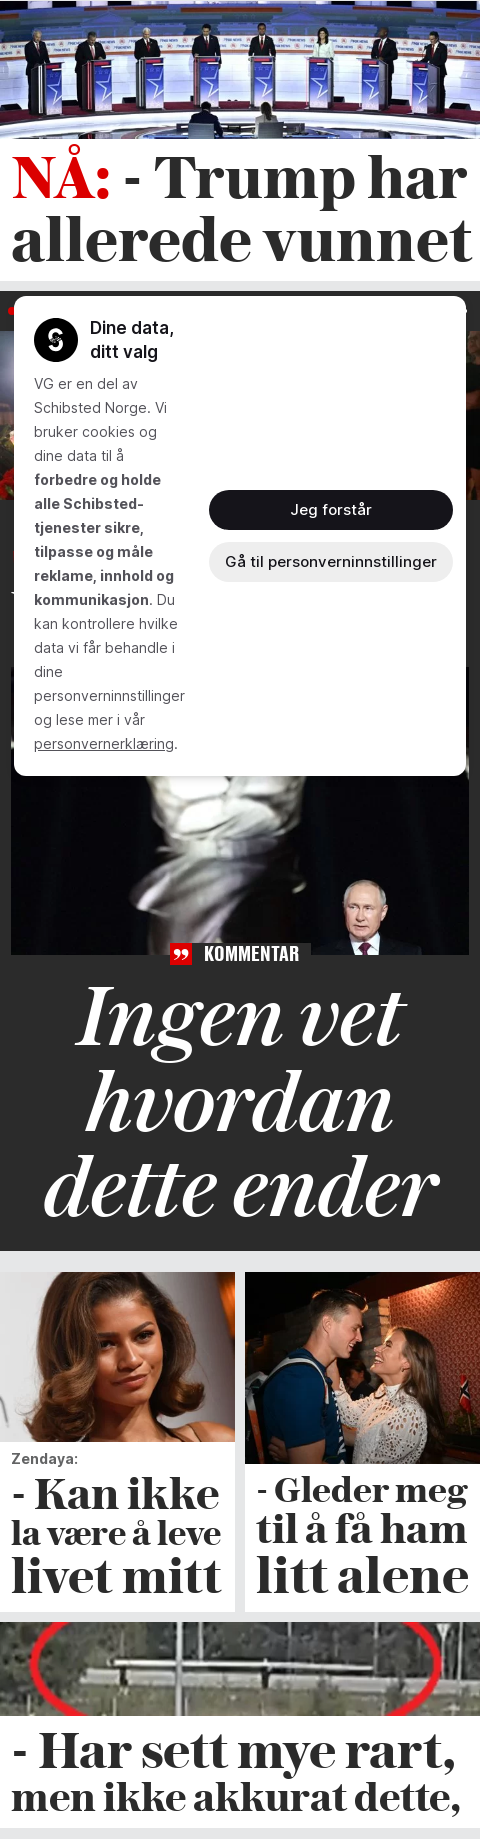 NÅ: - Trump har
allerede vunnet
Dine data,
ditt valg
VG er en del av
Schibsted Norge. Vi
bruker cookies og
dine data til å
forbedre og holde
alle Schibsted-
tjenester sikre,
tilpasse og måle
reklame, innhold og
kommunikasjon. Du
kan kontrollere hvilke
data vi får behandle i
dine
personverninnstillinger
og lese mer i vår
personvernerklæring.
Jeg forstår
Gå til personverninnstillinger
KOMMENTAR
Ingen vet
hvordan
dette ender
Zendaya:
- Kan ikke
la være å leve
livet mitt
- Gleder meg
til å få ham
litt alene
- Har sett mye rart,
men ikke akkurat dette,